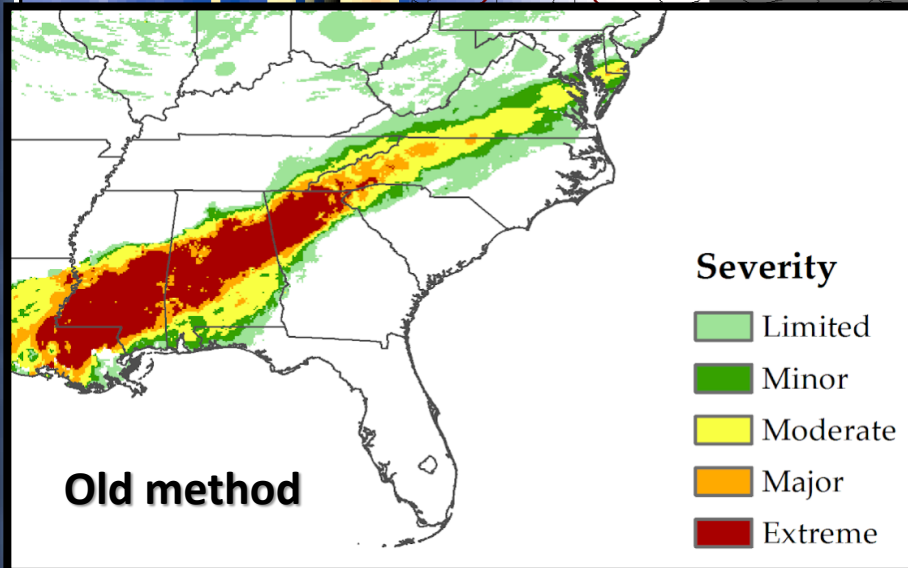 Severity
Limited
Minor
Moderate
Major
Extreme
Old method